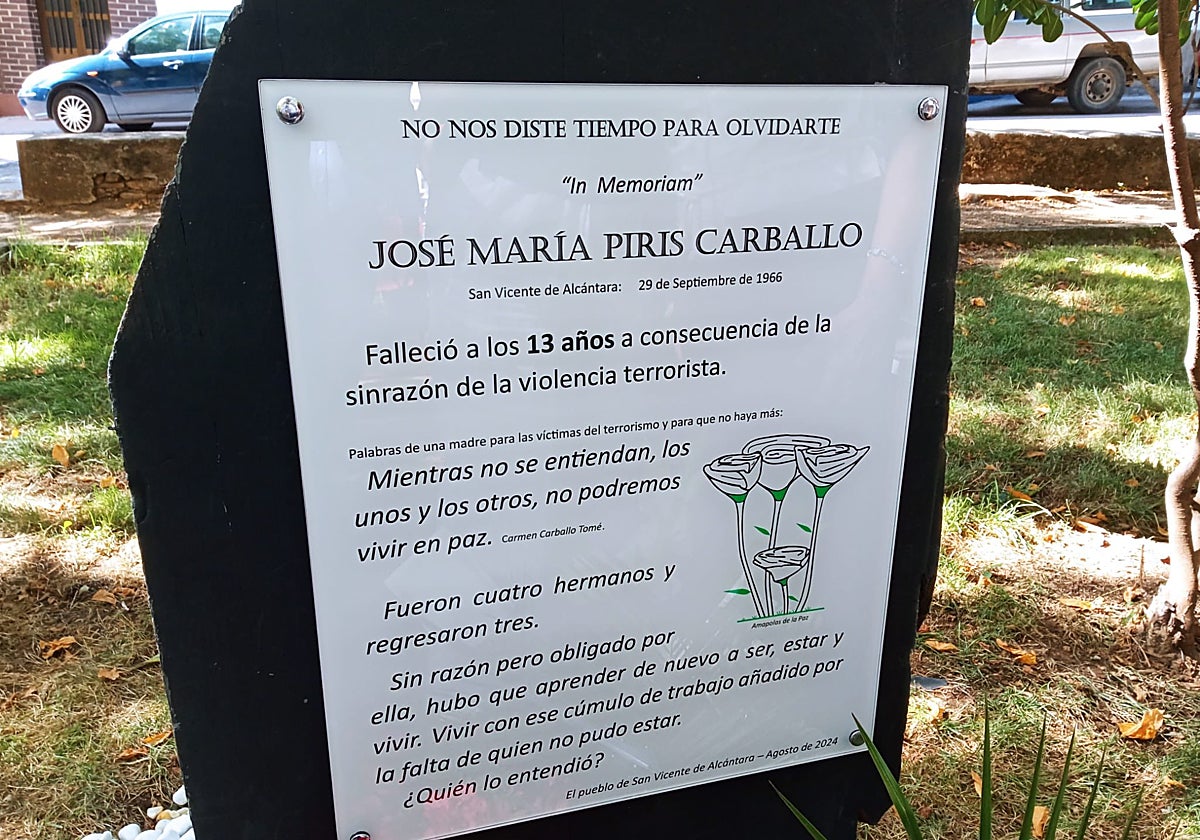 NO NOS DISTE TIEMPO PARA OLVIDARTE
“In Memoriam”
JOSÉ MARÍA PIRIS CARBALLO
San Vicente de Alcántara: 29 de Septiembre de 1966
Falleció a los 13 años a consecuencia de la
sinrazón de la violencia terrorista.
Palabras de una madre para las víctimas del terrorismo y para que no haya más:
Mientras no se entiendan, los
unos y los otros, no podremos
vivir en paz. Carmen Carballo Tomé.
Amapolas de la Paz
Fueron cuatro hermanos y
regresaron tres.
Sin razón pero obligado por
ella, hubo que aprender de nuevo a ser, estar y
vivir. Vivir con ese cúmulo de trabajo añadido por
la falta de quien no pudo estar.
¿Quién lo entendió?
El pueblo de San Vicente de Alcántara – Agosto de 2024